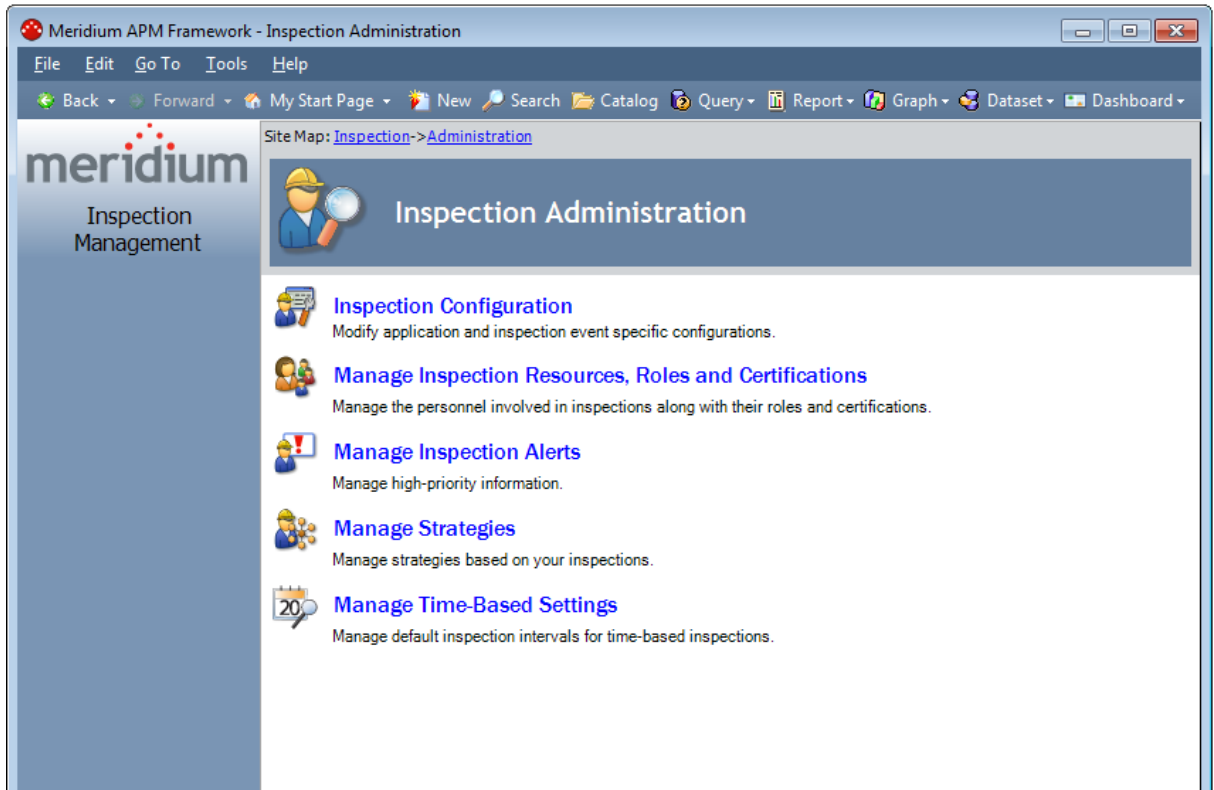 Meridium APM Framework - Inspection Administration
File Edit Go To Tools Help
Back Forward My Start Page New Search Catalog Query Report Graph Dataset Dashboard
meridium
Inspection
Management
Site Map: Inspection->Administration
Inspection Administration
Inspection Configuration
Modify application and inspection event specific configurations.
Manage Inspection Resources, Roles and Certifications
Manage the personnel involved in inspections along with their roles and certifications.
Manage Inspection Alerts
Manage high-priority information.
Manage Strategies
Manage strategies based on your inspections.
20
Manage Time-Based Settings
Manage default inspection intervals for time-based inspections.